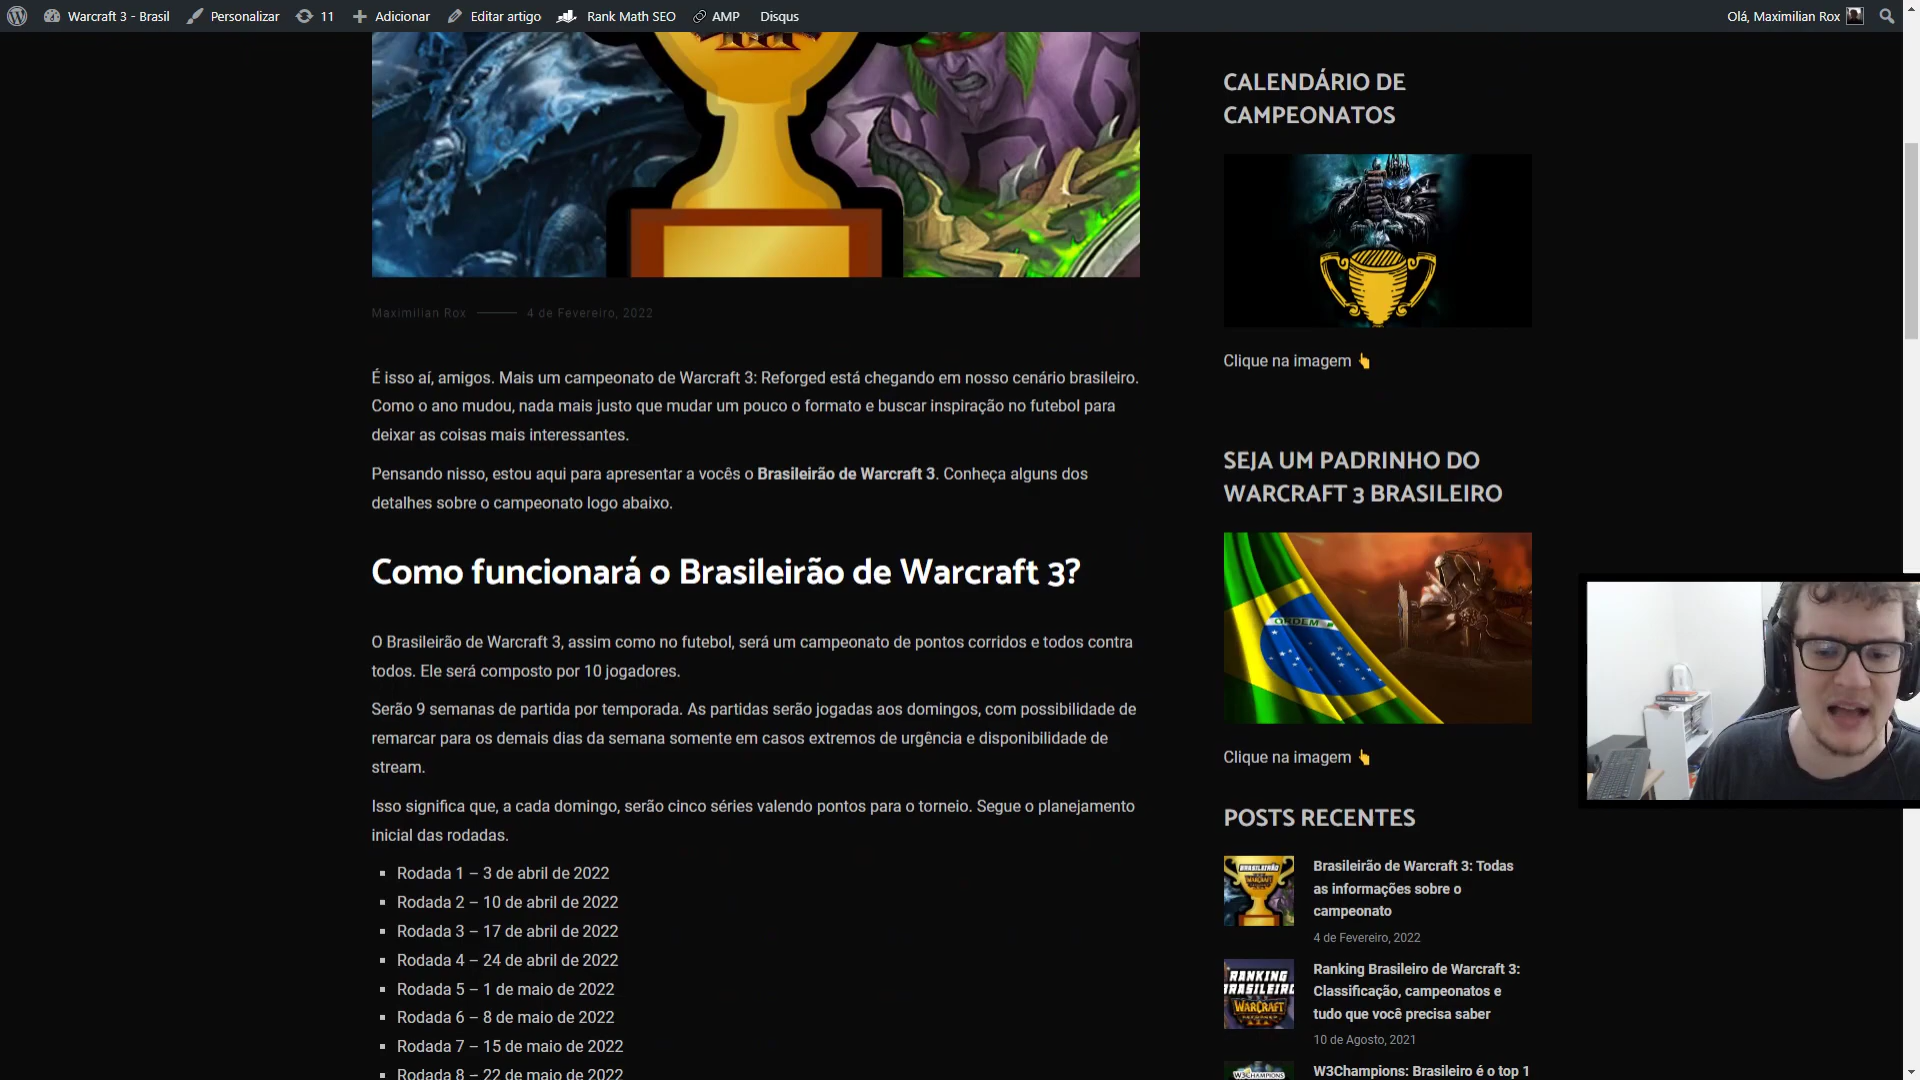 Warcraft 3 - Brasil Personalizar 11 Adicionar Editar artigo Rank Math SEO AMP Disqus Olá, Maximilian Rox
Maximilian Rox 4 de Fevereiro, 2022
É isso aí, amigos. Mais um campeonato de Warcraft 3: Reforged está chegando em nosso cenário brasileiro.
Como o ano mudou, nada mais justo que mudar um pouco o formato e buscar inspiração no futebol para
deixar as coisas mais interessantes.
Pensando nisso, estou aqui para apresentar a vocês o Brasileirão de Warcraft 3. Conheça alguns dos
detalhes sobre o campeonato logo abaixo.
Como funcionará o Brasileirão de Warcraft 3?
O Brasileirão de Warcraft 3, assim como no futebol, será um campeonato de pontos corridos e todos contra
todos. Ele será composto por 10 jogadores.
Serão 9 semanas de partida por temporada. As partidas serão jogadas aos domingos, com possibilidade de
remarcar para os demais dias da semana somente em casos extremos de urgência e disponibilidade de
stream.
Isso significa que, a cada domingo, serão cinco séries valendo pontos para o torneio. Segue o planejamento
inicial das rodadas.
Rodada 1 – 3 de abril de 2022
Rodada 2 – 10 de abril de 2022
Rodada 3 – 17 de abril de 2022
Rodada 4 – 24 de abril de 2022
Rodada 5 – 1 de maio de 2022
Rodada 6 – 8 de maio de 2022
Rodada 7 – 15 de maio de 2022
Rodada 8 – 22 de maio de 2022
CALENDÁRIO DE
CAMPEONATOS
Clique na imagem
SEJA UM PADRINHO DO
WARCRAFT 3 BRASILEIRO
ORDEM
Clique na imagem
POSTS RECENTES
BRASILEIRÃO
WARCRAFT
Brasileirão de Warcraft 3: Todas
as informações sobre o
campeonato
4 de Fevereiro, 2022
RANKING
BRASILEIRO
WARCRAFT
Ranking Brasileiro de Warcraft 3:
Classificação, campeonatos e
tudo que você precisa saber
10 de Agosto, 2021
W3CHAMPIONS
W3Champions: Brasileiro é o top 1